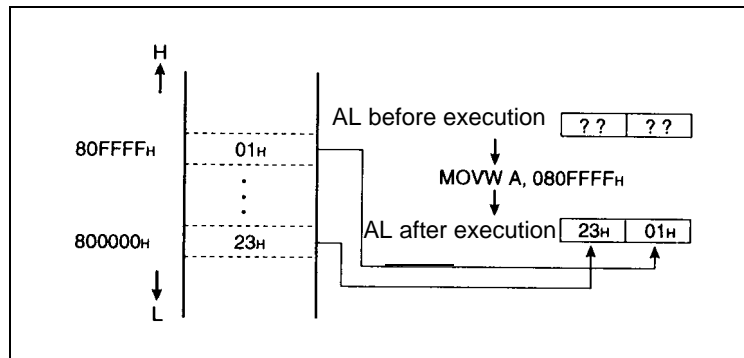 H
AL before execution ? ? ? ?
80FFFFH 01H
MOVW A, 080FFFFH
800000H 23H
AL after execution 23H 01H
L